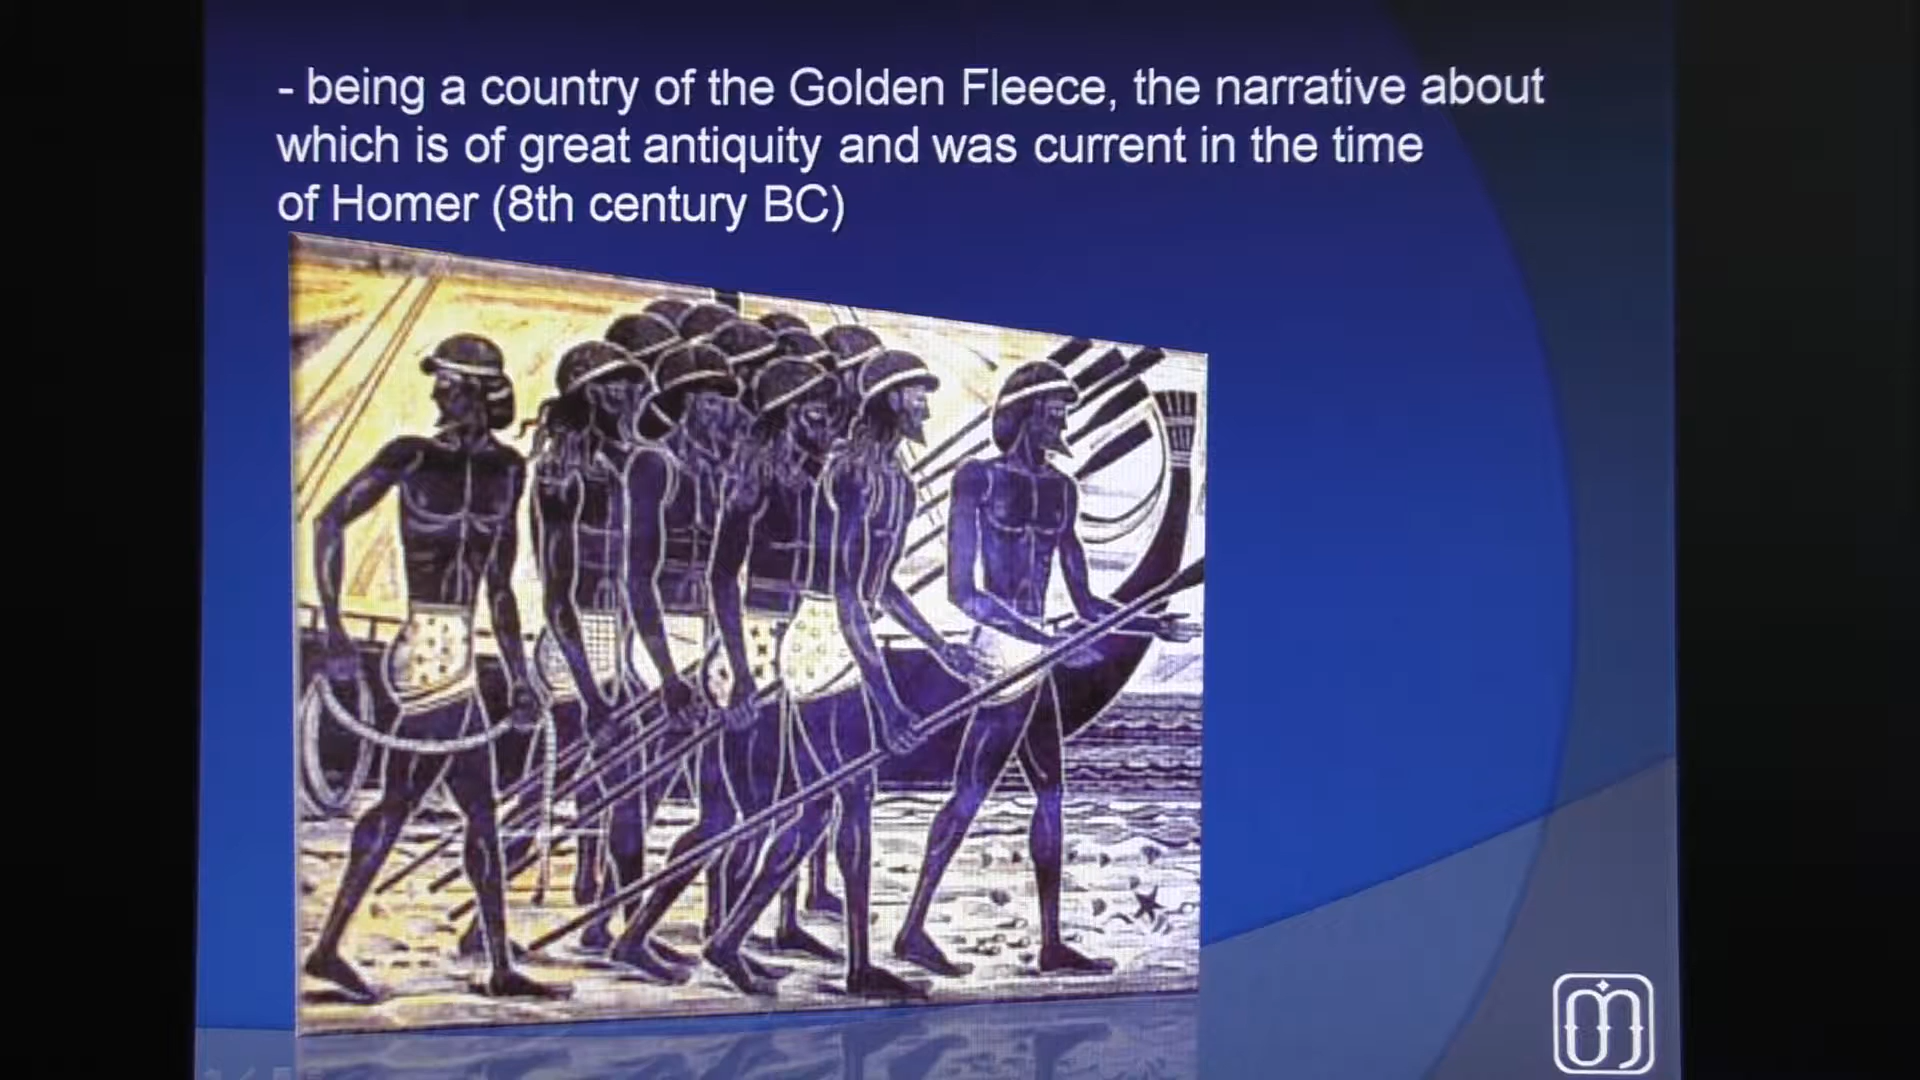 - being a country of the Golden Fleece, the narrative about
which is of great antiquity and was current in the time
of Homer (8th century BC)